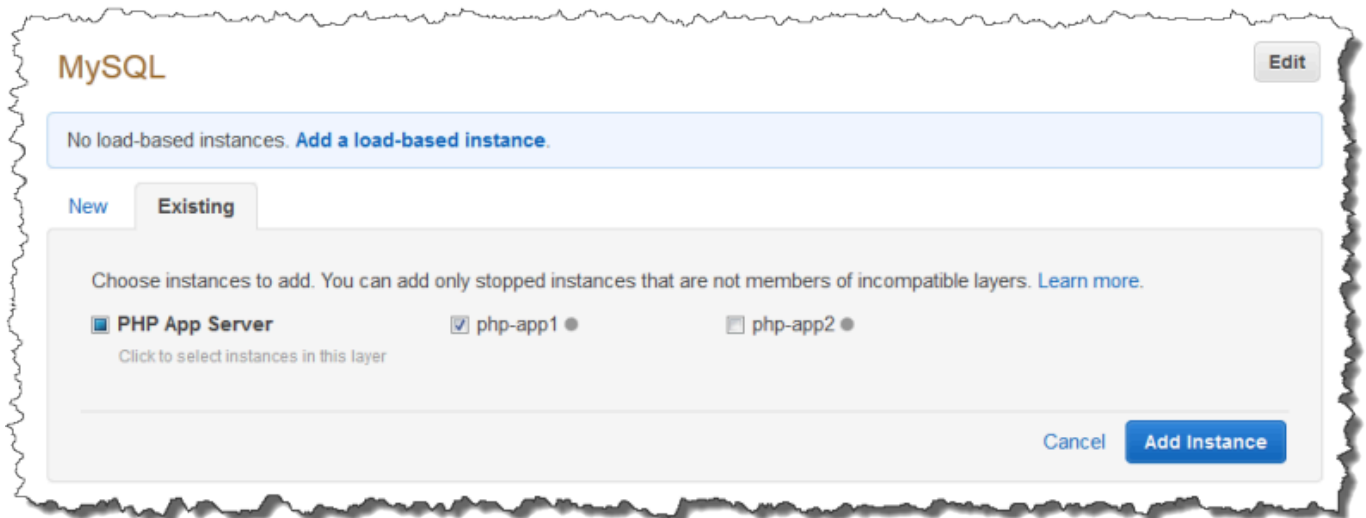 MySQL
Edit
No load-based instances. Add a load-based instance.
New
Existing
Choose instances to add. You can add only stopped instances that are not members of incompatible layers. Learn more.
PHP App Server
php-app1
php-app2
Click to select instances in this layer
Cancel
Add Instance